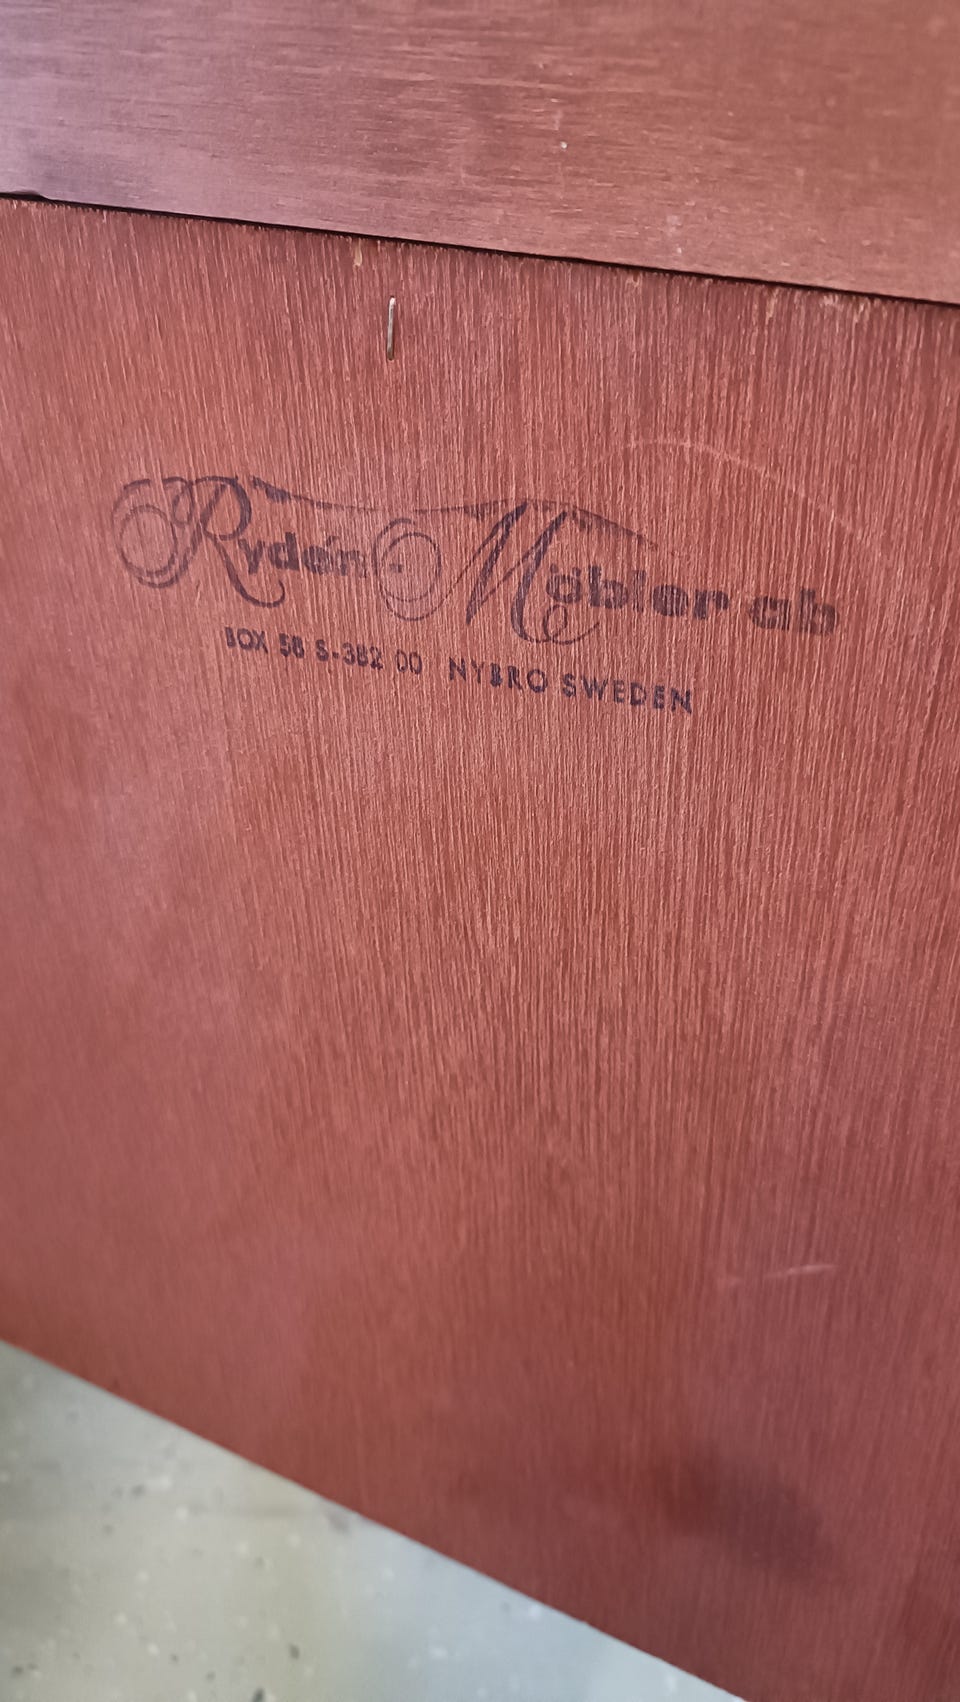 Rydén-Möbler ab
BOX 58 S-382 00 NYBRO SWEDEN